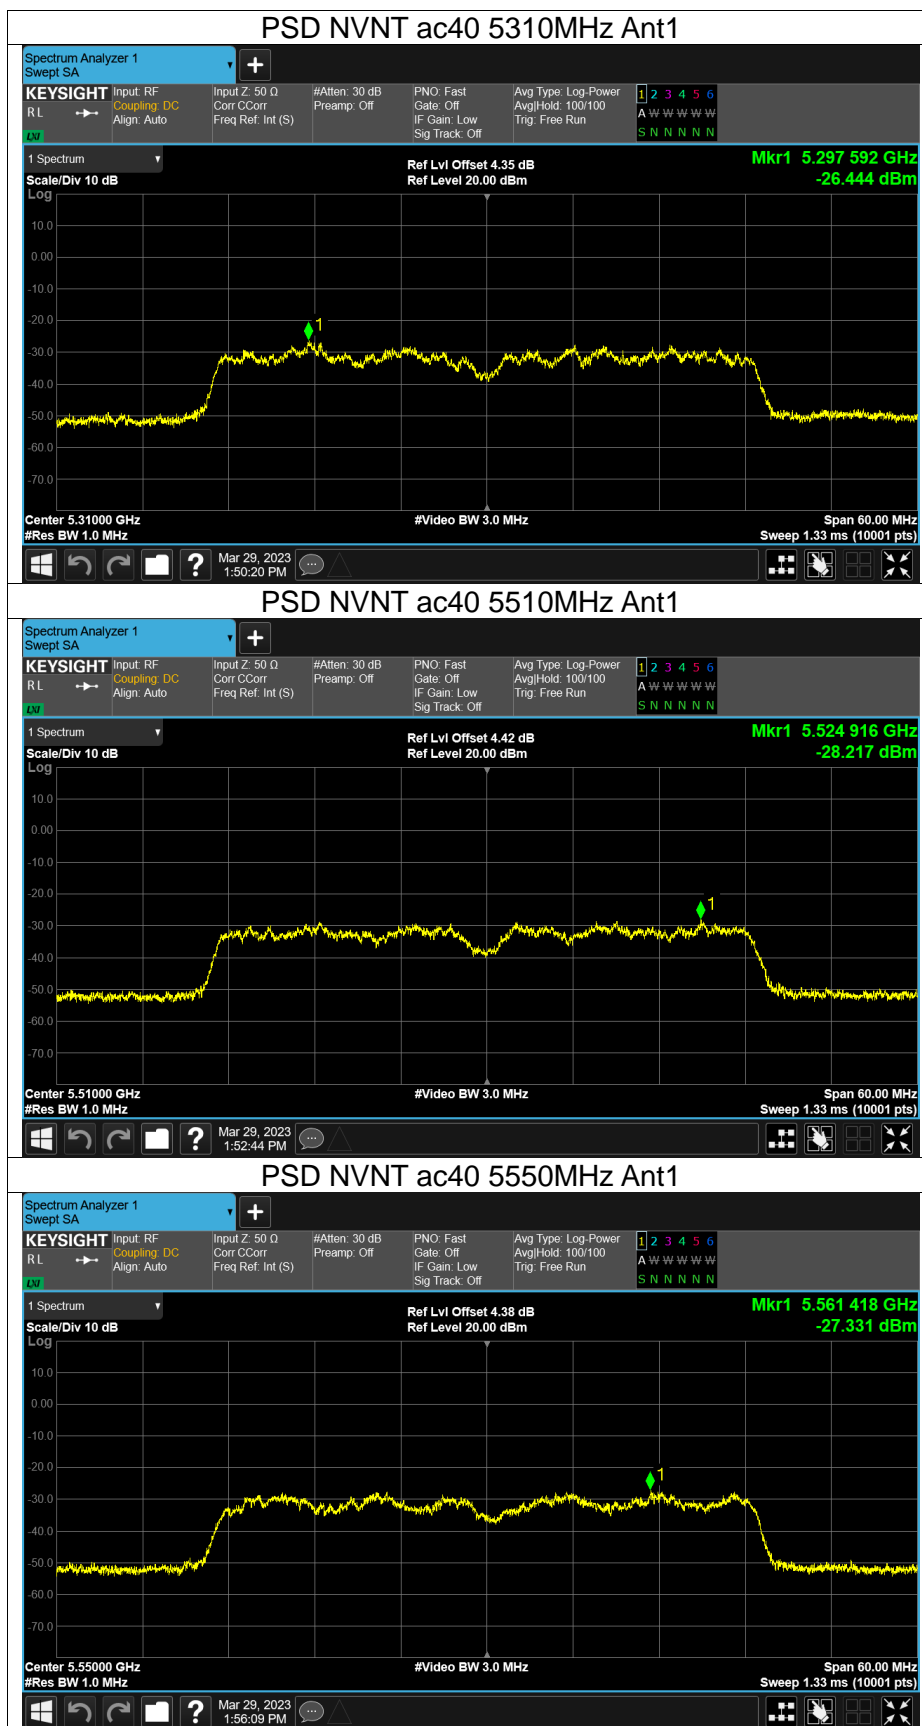 PSD NVNT ac40 5310MHz Ant1
Spectrum Analyzer 1
Swept SA
KEYSIGHT Input: RF Input Z: 50 Ω #Atten: 30 dB PNO: Fast Avg Type: Log-Power 1 2 3 4 5 6
R L Coupling: DC Corr CCorr Preamp: Off Gate: Off Avg|Hold: 100/100 A W W W W W
Align: Auto Freq Ref: Int (S) IF Gain: Low Trig: Free Run S N N N N N
LXI Sig Track: Off
1 Spectrum Ref Lvl Offset 4.35 dB Mkr1 5.297 592 GHz
Scale/Div 10 dB Ref Level 20.00 dBm -26.444 dBm
Log
10.0
0.00
-10.0
-20.0
1
-30.0
-40.0
-50.0
-60.0
-70.0
Center 5.31000 GHz #Video BW 3.0 MHz Span 60.00 MHz
#Res BW 1.0 MHz Sweep 1.33 ms (10001 pts)
? Mar 29, 2023
1:50:20 PM
PSD NVNT ac40 5510MHz Ant1
Spectrum Analyzer 1
Swept SA
KEYSIGHT Input: RF Input Z: 50 Ω #Atten: 30 dB PNO: Fast Avg Type: Log-Power 1 2 3 4 5 6
R L Coupling: DC Corr CCorr Preamp: Off Gate: Off Avg|Hold: 100/100 A W W W W W
Align: Auto Freq Ref: Int (S) IF Gain: Low Trig: Free Run S N N N N N
LXI Sig Track: Off
1 Spectrum Ref Lvl Offset 4.42 dB Mkr1 5.524 916 GHz
Scale/Div 10 dB Ref Level 20.00 dBm -28.217 dBm
Log
10.0
0.00
-10.0
-20.0
1
-30.0
-40.0
-50.0
-60.0
-70.0
Center 5.51000 GHz #Video BW 3.0 MHz Span 60.00 MHz
#Res BW 1.0 MHz Sweep 1.33 ms (10001 pts)
? Mar 29, 2023
1:52:44 PM
PSD NVNT ac40 5550MHz Ant1
Spectrum Analyzer 1
Swept SA
KEYSIGHT Input: RF Input Z: 50 Ω #Atten: 30 dB PNO: Fast Avg Type: Log-Power 1 2 3 4 5 6
R L Coupling: DC Corr CCorr Preamp: Off Gate: Off Avg|Hold: 100/100 A W W W W W
Align: Auto Freq Ref: Int (S) IF Gain: Low Trig: Free Run S N N N N N
LXI Sig Track: Off
1 Spectrum Ref Lvl Offset 4.38 dB Mkr1 5.561 418 GHz
Scale/Div 10 dB Ref Level 20.00 dBm -27.331 dBm
Log
10.0
0.00
-10.0
-20.0
1
-30.0
-40.0
-50.0
-60.0
-70.0
Center 5.55000 GHz #Video BW 3.0 MHz Span 60.00 MHz
#Res BW 1.0 MHz Sweep 1.33 ms (10001 pts)
? Mar 29, 2023
1:56:09 PM